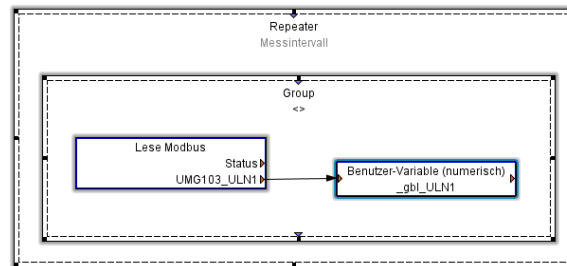 Repeater
Messintervall
Group
<>
Lese Modbus
Status
UMG103_ULN1
Benutzer-Variable (numerisch)
_gbl_ULN1